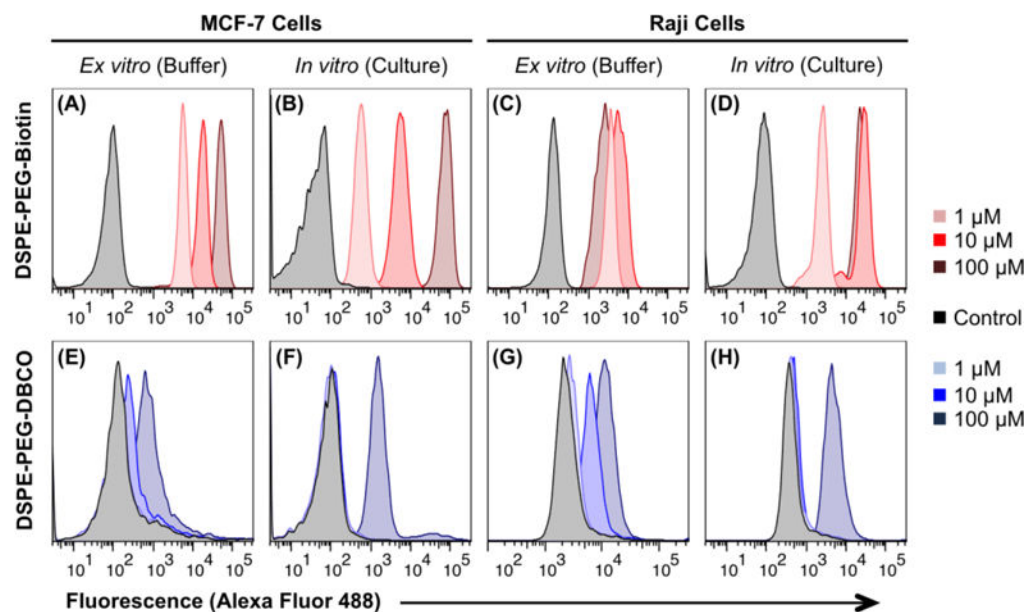 MCF-7 Cells Raji Cells
Ex vitro (Buffer) In vitro (Culture) Ex vitro (Buffer) In vitro (Culture)
DSPE-PEG-Biotin
(A) (B) (C) (D)
10¹ 10² 10³ 10⁴ 10⁵ 10¹ 10² 10³ 10⁴ 10⁵ 10¹ 10² 10³ 10⁴ 10⁵ 10¹ 10² 10³ 10⁴ 10⁵
1 µM
10 µM
100 µM
Control
DSPE-PEG-DBCO
(E) (F) (G) (H)
1 µM
10 µM
100 µM
10¹ 10² 10³ 10⁴ 10⁵ 10¹ 10² 10³ 10⁴ 10⁵ 10² 10³ 10⁴ 10⁵ 10¹ 10² 10³ 10⁴ 10⁵
Fluorescence (Alexa Fluor 488)